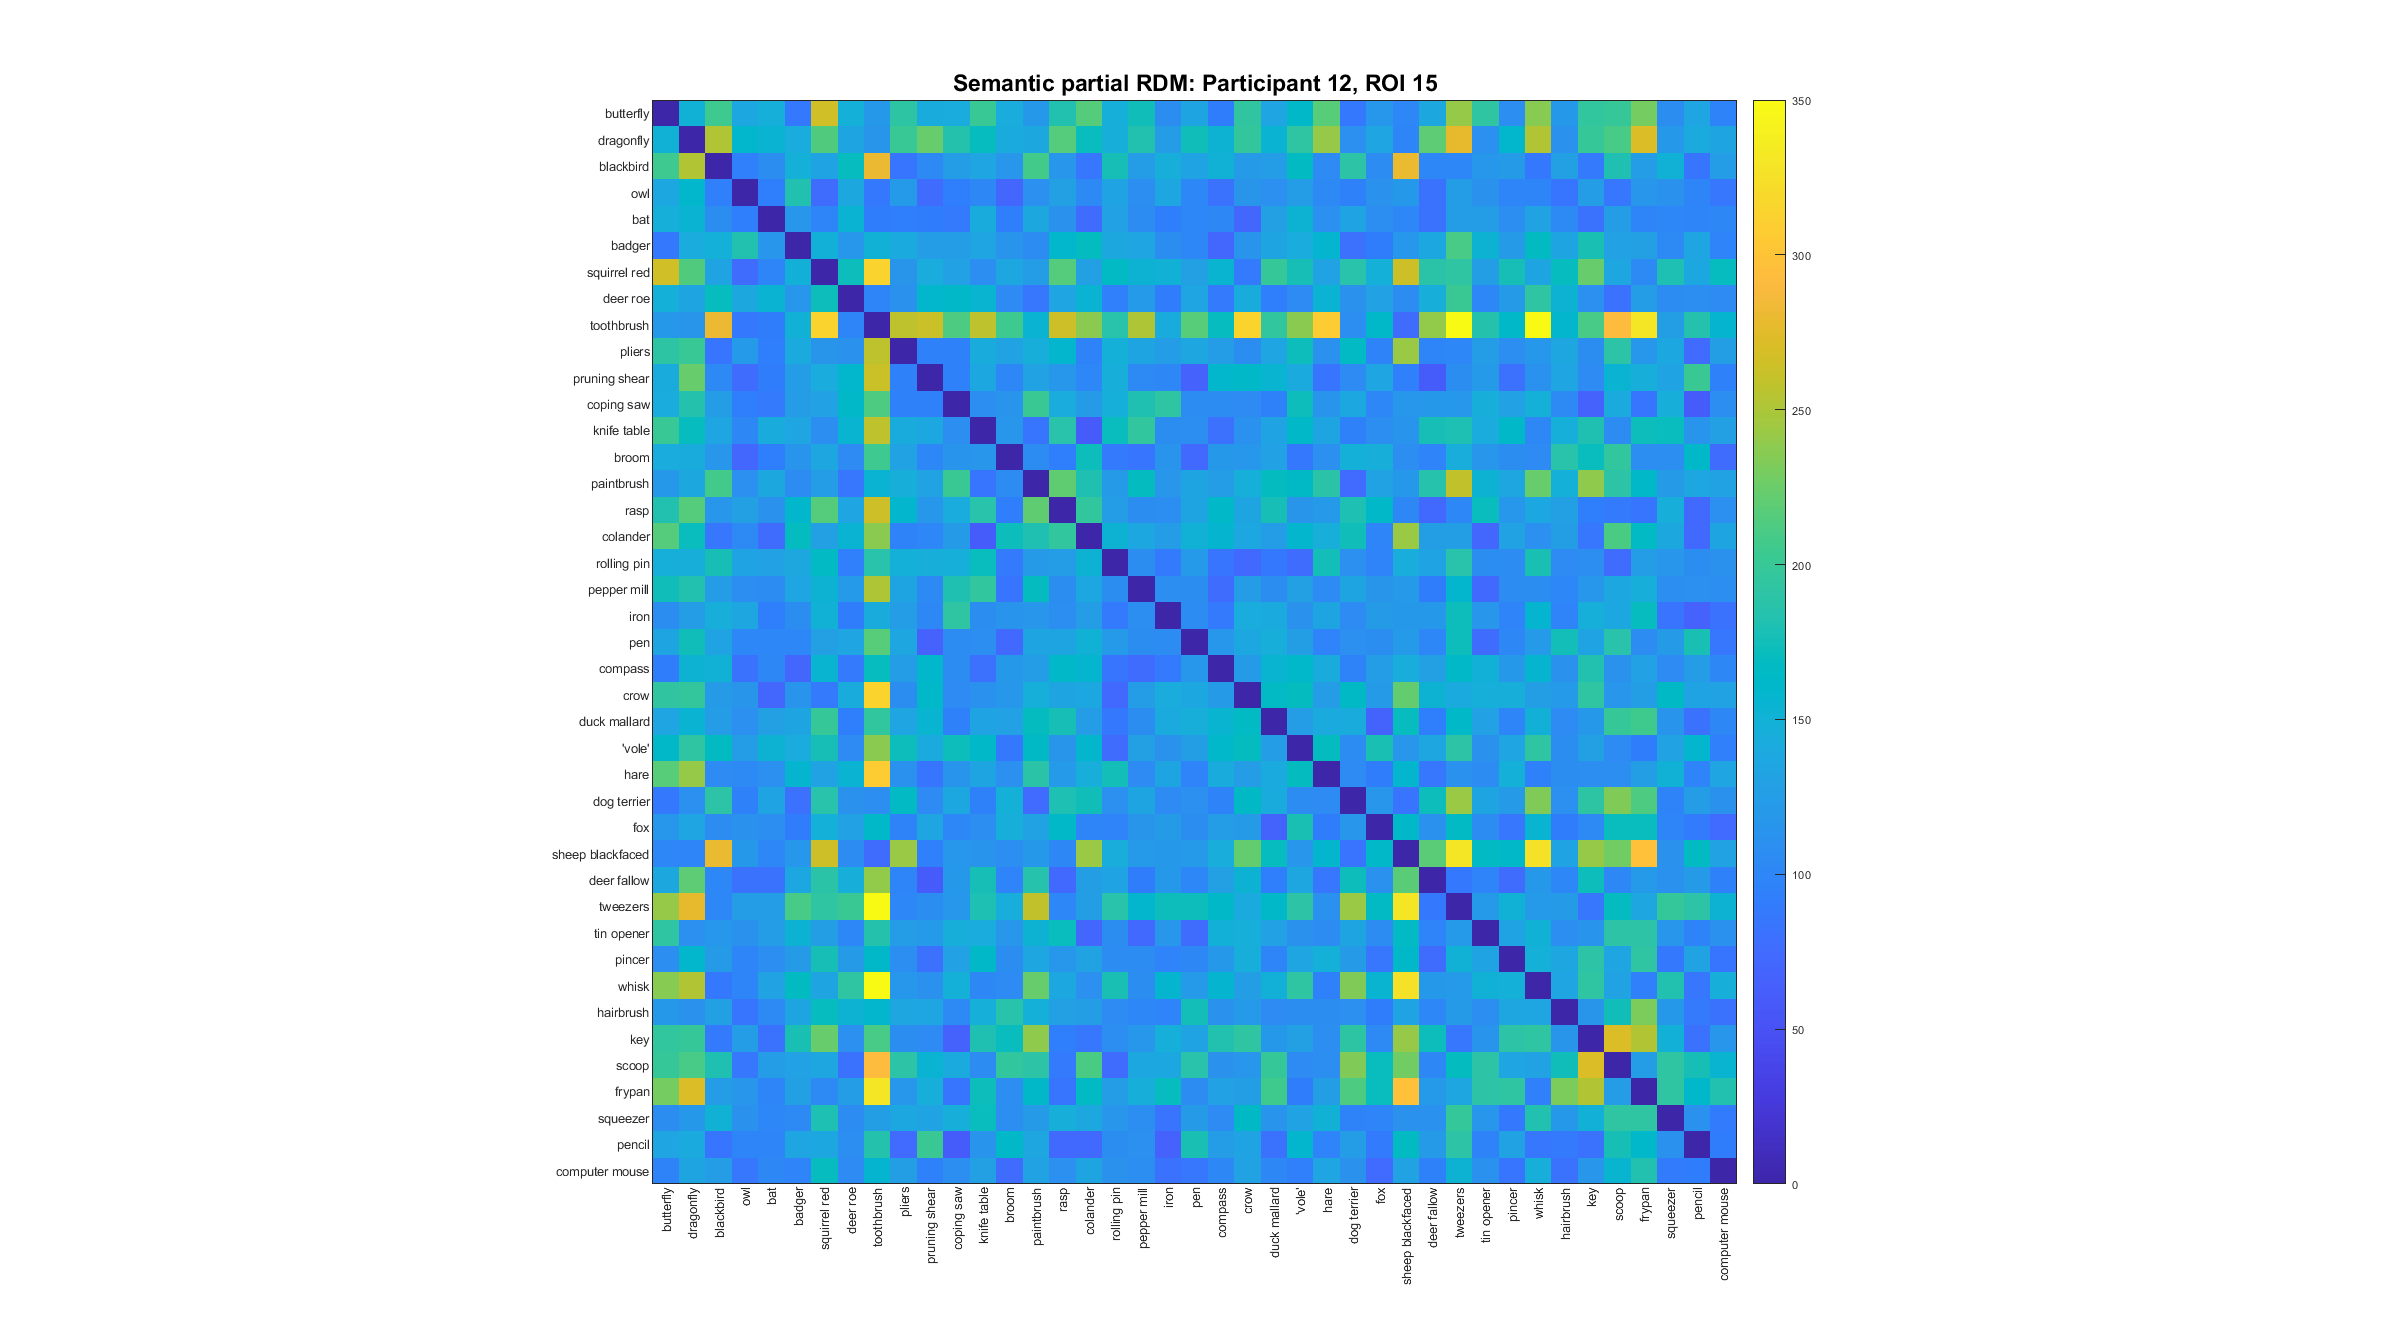 Semantic partial RDM: Participant 12, ROI 15
butterfly
dragonfly
blackbird
owl
bat
badger
squirrel red
deer roe
toothbrush
pliers
pruning shear
coping saw
knife table
broom
paintbrush
rasp
colander
rolling pin
pepper mill
iron
pen
compass
crow
duck mallard
'vole'
hare
dog terrier
fox
sheep blackfaced
deer fallow
tweezers
tin opener
pincer
whisk
hairbrush
key
scoop
frypan
squeezer
pencil
computer mouse
butterfly
dragonfly
blackbird
owl
bat
badger
squirrel red
deer roe
toothbrush
pliers
pruning shear
coping saw
knife table
broom
paintbrush
rasp
colander
rolling pin
pepper mill
iron
pen
compass
crow
duck mallard
'vole'
hare
dog terrier
fox
sheep blackfaced
deer fallow
tweezers
tin opener
pincer
whisk
hairbrush
key
scoop
frypan
squeezer
pencil
computer mouse
350
300
250
200
150
100
50
0